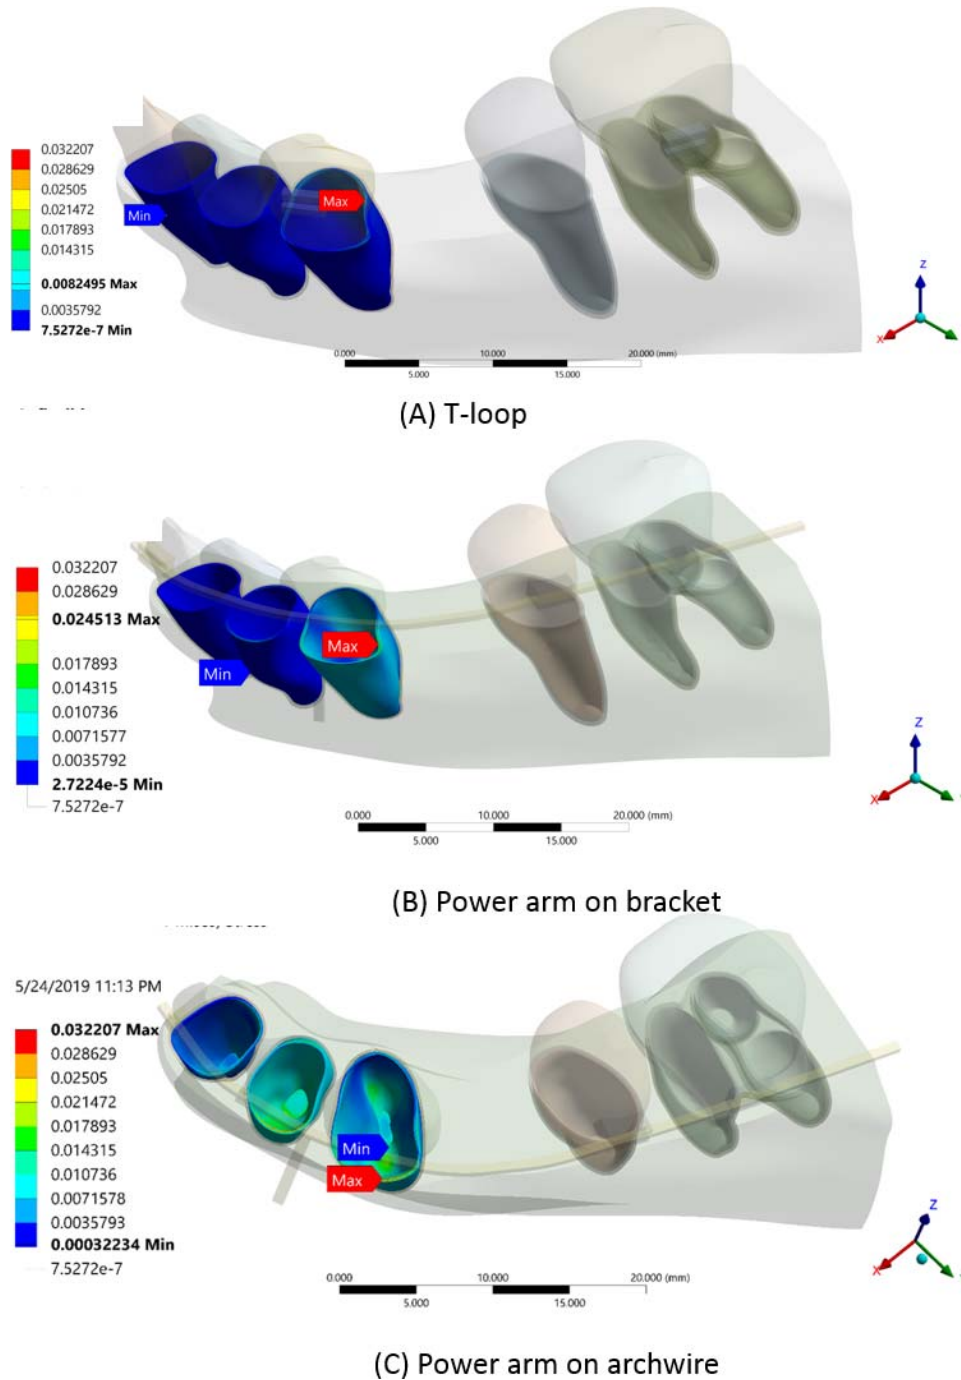 0.032207
0.028629
0.02505
0.021472
0.017893
0.014315
0.0082495 Max
0.0035792
7.5272e-7 Min
Min
Max
Z
X
0.000 10.000 20.000 (mm)
5.000 15.000
(A) T-loop
0.032207
0.028629
0.024513 Max
0.017893
0.014315
0.010736
0.0071577
0.0035792
2.7224e-5 Min
7.5272e-7
Max
Min
Z
X
0.000 10.000 20.000 (mm)
5.000 15.000
(B) Power arm on bracket
5/24/2019 11:13 PM
0.032207 Max
0.028629
0.02505
0.021472
0.017893
0.014315
0.010736
0.0071578
0.0035793
0.00032234 Min
7.5272e-7
Min
Max
Z
X
0.000 10.000 20.000 (mm)
5.000 15.000
(C) Power arm on archwire